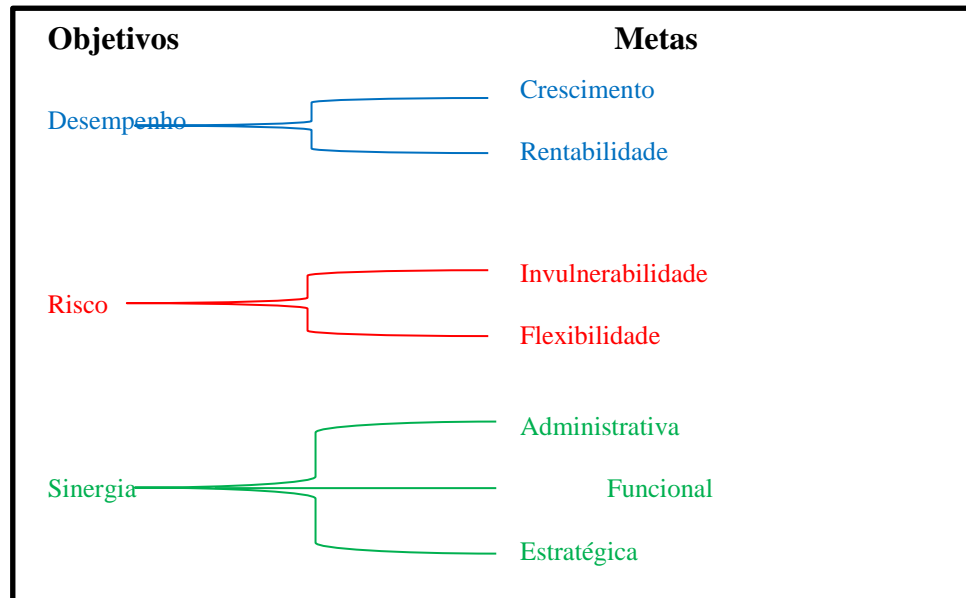 Objetivos Metas
Crescimento
Desempenho
Rentabilidade
Invulnerabilidade
Risco
Flexibilidade
Administrativa
Sinergia Funcional
Estratégica